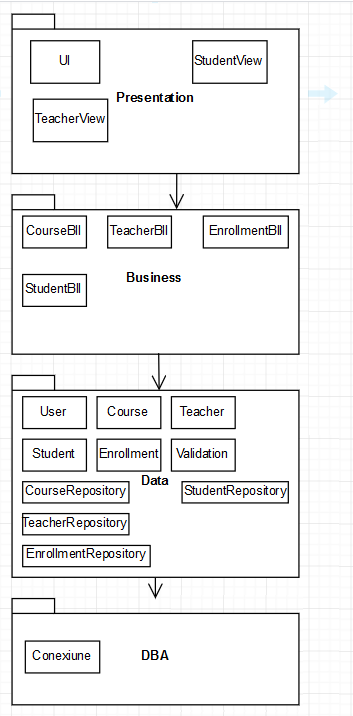 UI
StudentView
Presentation
TeacherView
CourseBll
TeacherBll
EnrollmentBll
Business
StudentBll
User
Course
Teacher
Student
Enrollment
Validation
Data
CourseRepository
StudentRepository
TeacherRepository
EnrollmentRepository
Conexiune
DBA